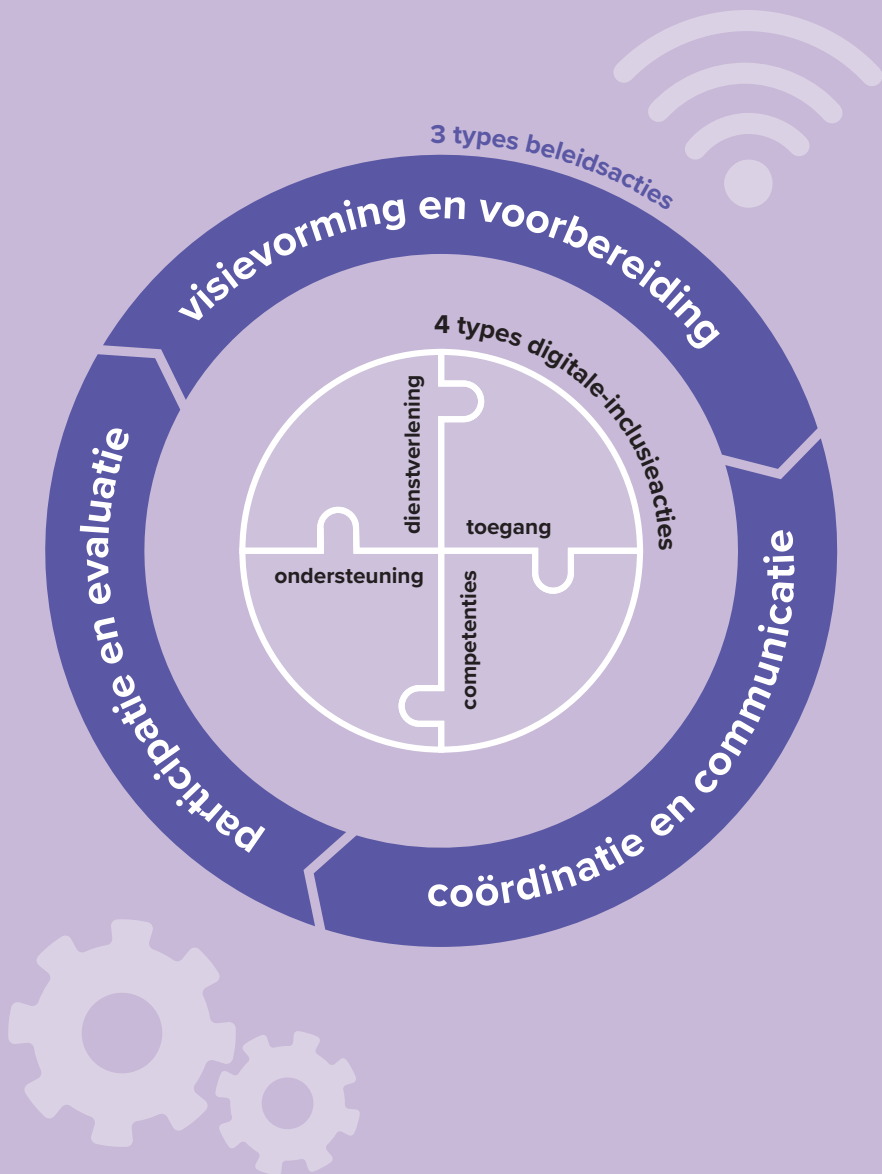 3 types beleidsacties
visievorming en voorbereiding
coördinatie en communicatie
participatie en evaluatie
4 types digitale-inclusieacties
dienstverlening
toegang
ondersteuning
competenties